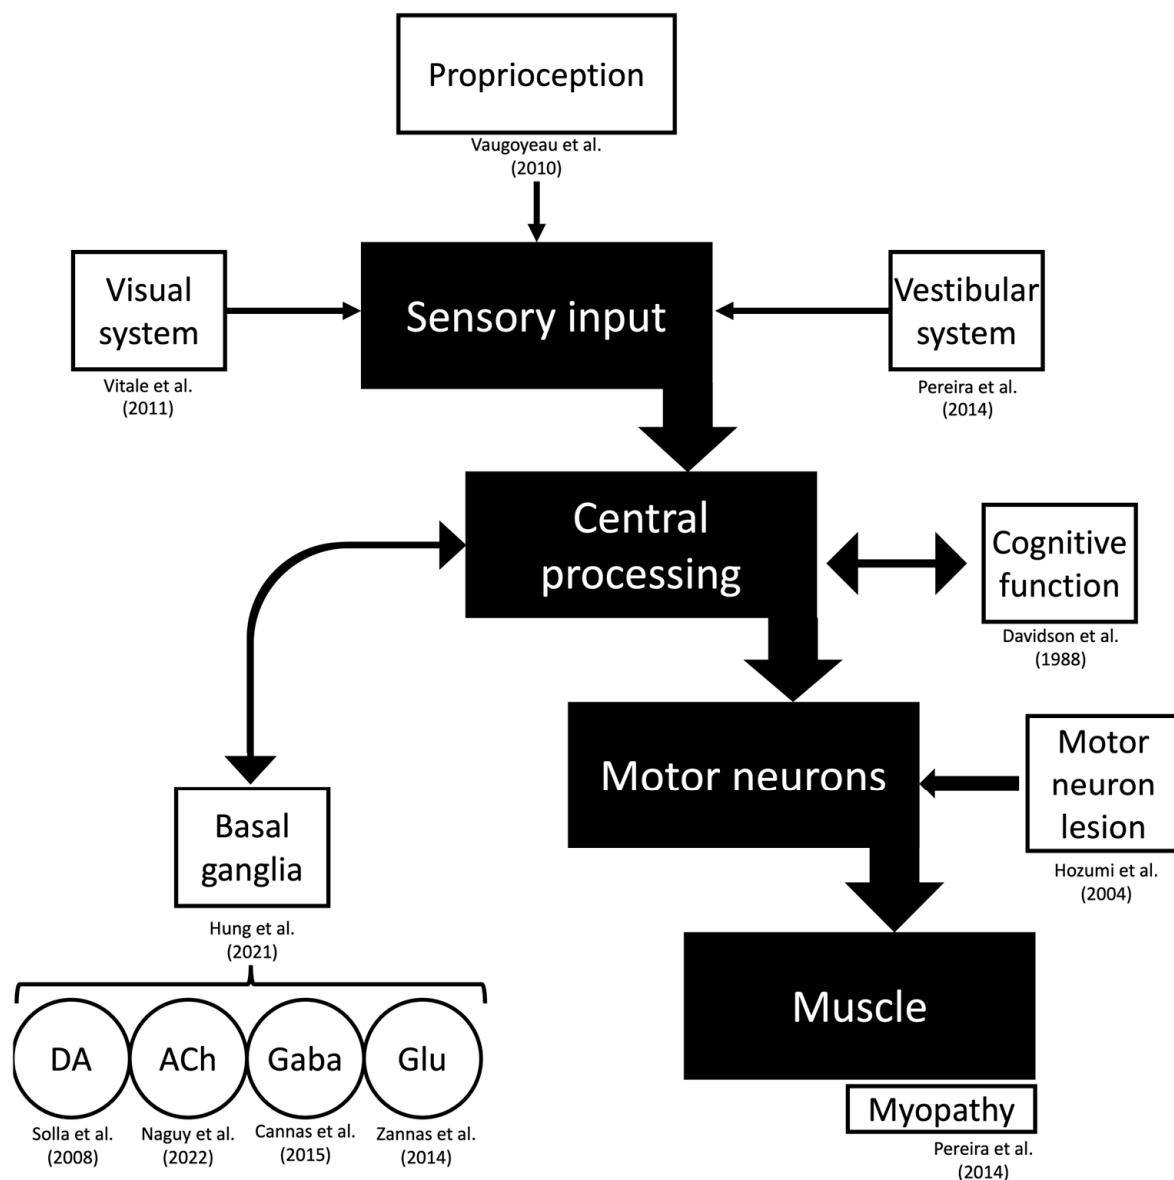 Proprioception
Vaugoyeau et al.
(2010)
Visual
system
Vitale et al.
(2011)
Sensory input
Vestibular
system
Pereira et al.
(2014)
Central
processing
Cognitive
function
Davidson et al.
(1988)
Motor neurons
Motor
neuron
lesion
Hozumi et al.
(2004)
Basal
ganglia
Hung et al.
(2021)
DA
ACh
Gaba
Glu
Solla et al.
(2008)
Naguy et al.
(2022)
Cannas et al.
(2015)
Zannas et al.
(2014)
Muscle
Myopathy
Pereira et al.
(2014)